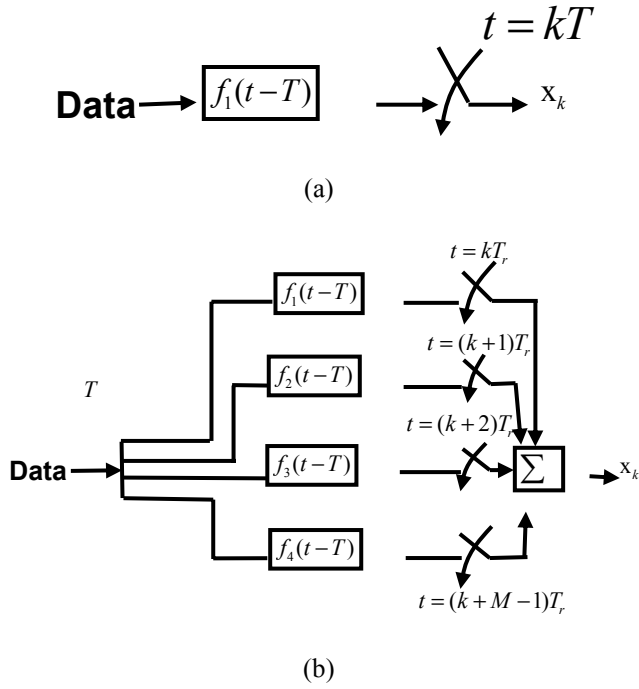 t = kT
Data f₁(t−T) xₖ
(a)
t = kTᵣ
f₁(t−T)
t = (k+1)Tᵣ
T f₂(t−T)
t = (k+2)Tᵣ
Data f₃(t−T) Σ xₖ
f₄(t−T)
t = (k+M−1)Tᵣ
(b)